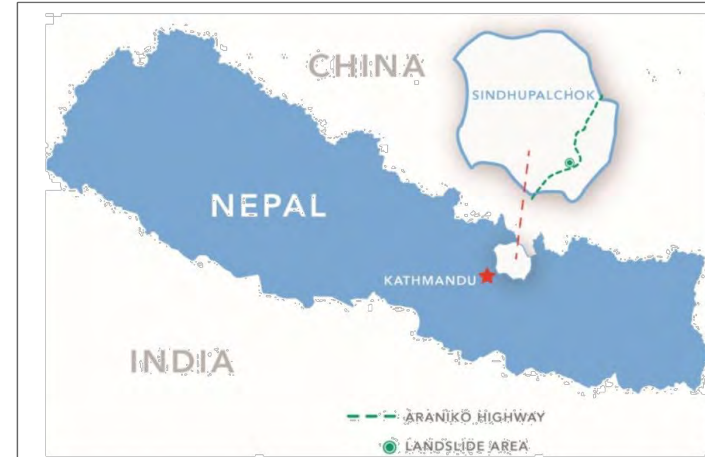 CHINA
SINDHUPALCHOK
NEPAL
KATHMANDU
INDIA
ARANIKO HIGHWAY
LANDSLIDE AREA